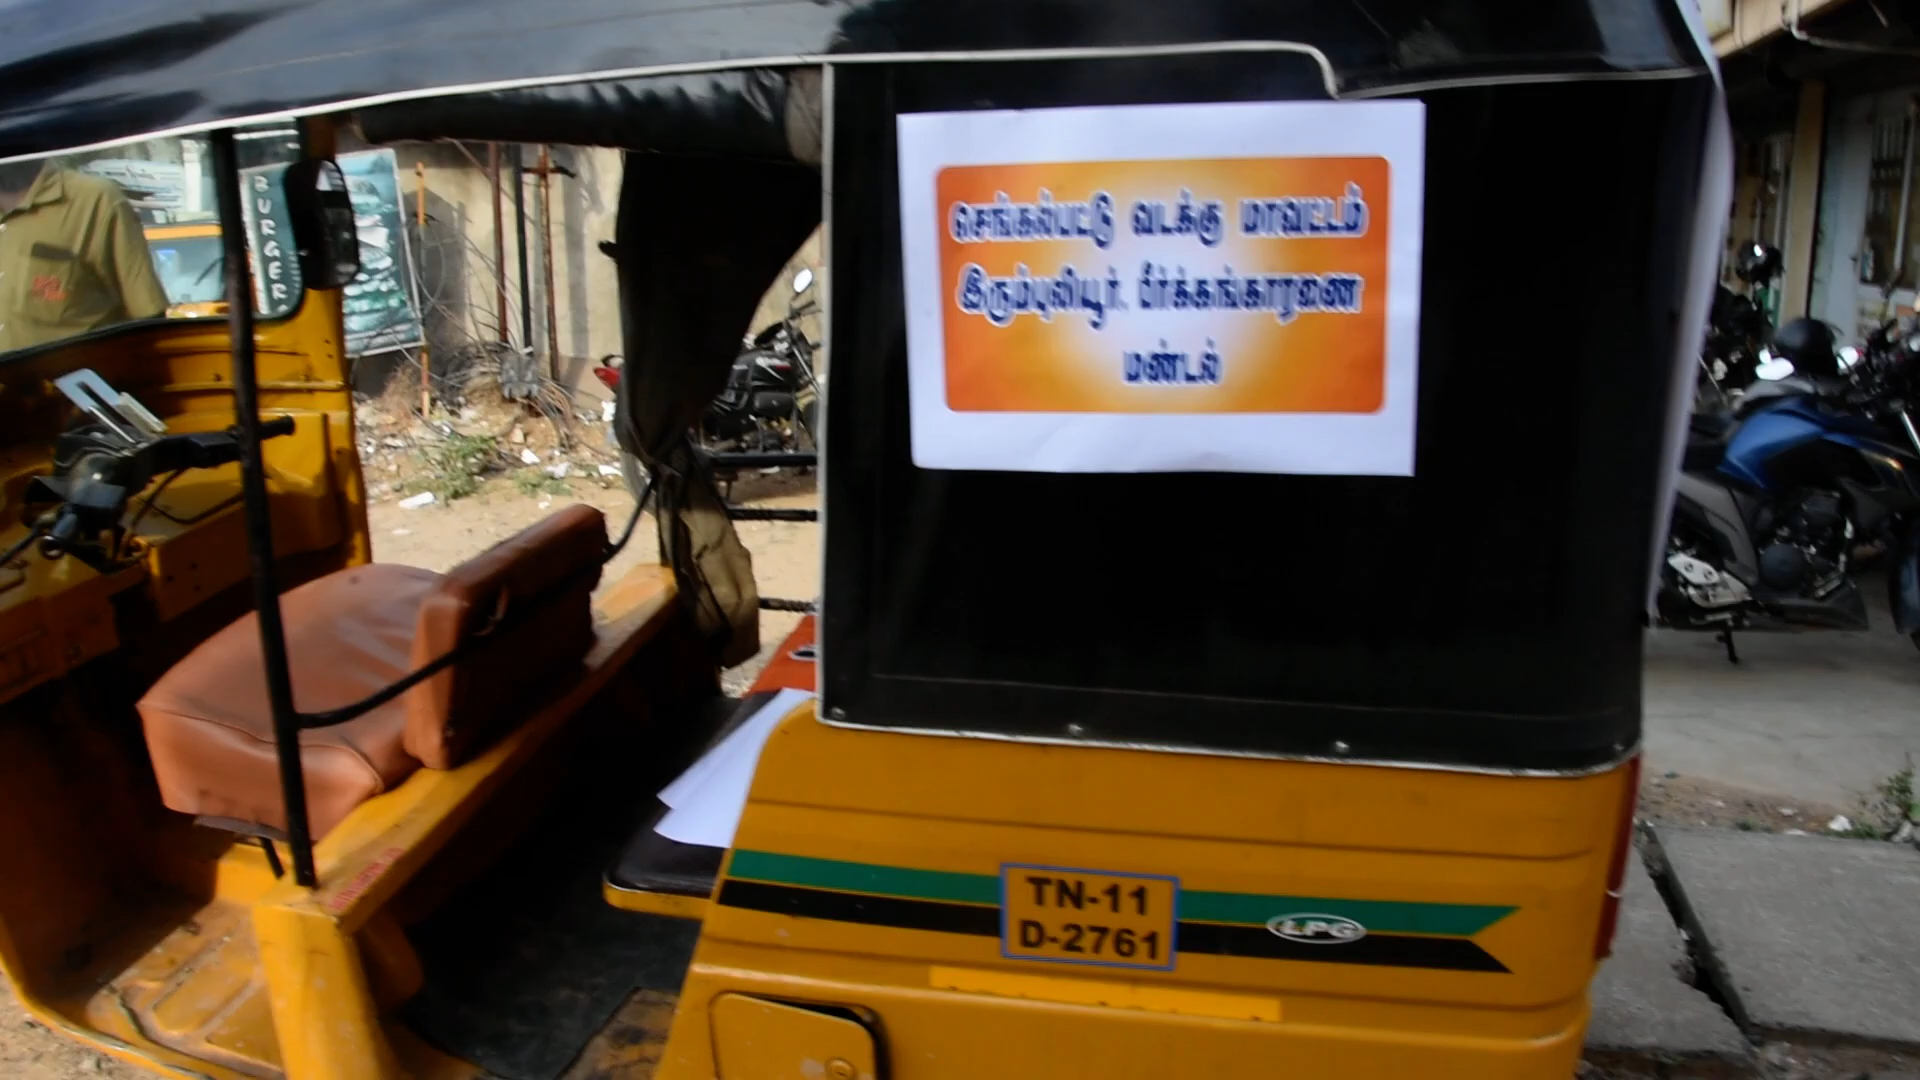 செங்கல்பட்டு வடக்கு மாவட்டம்
இரும்புலியூர், பீர்க்கங்காரணை
மண்டல்
BURGER
TN-11
D-2761
LPG